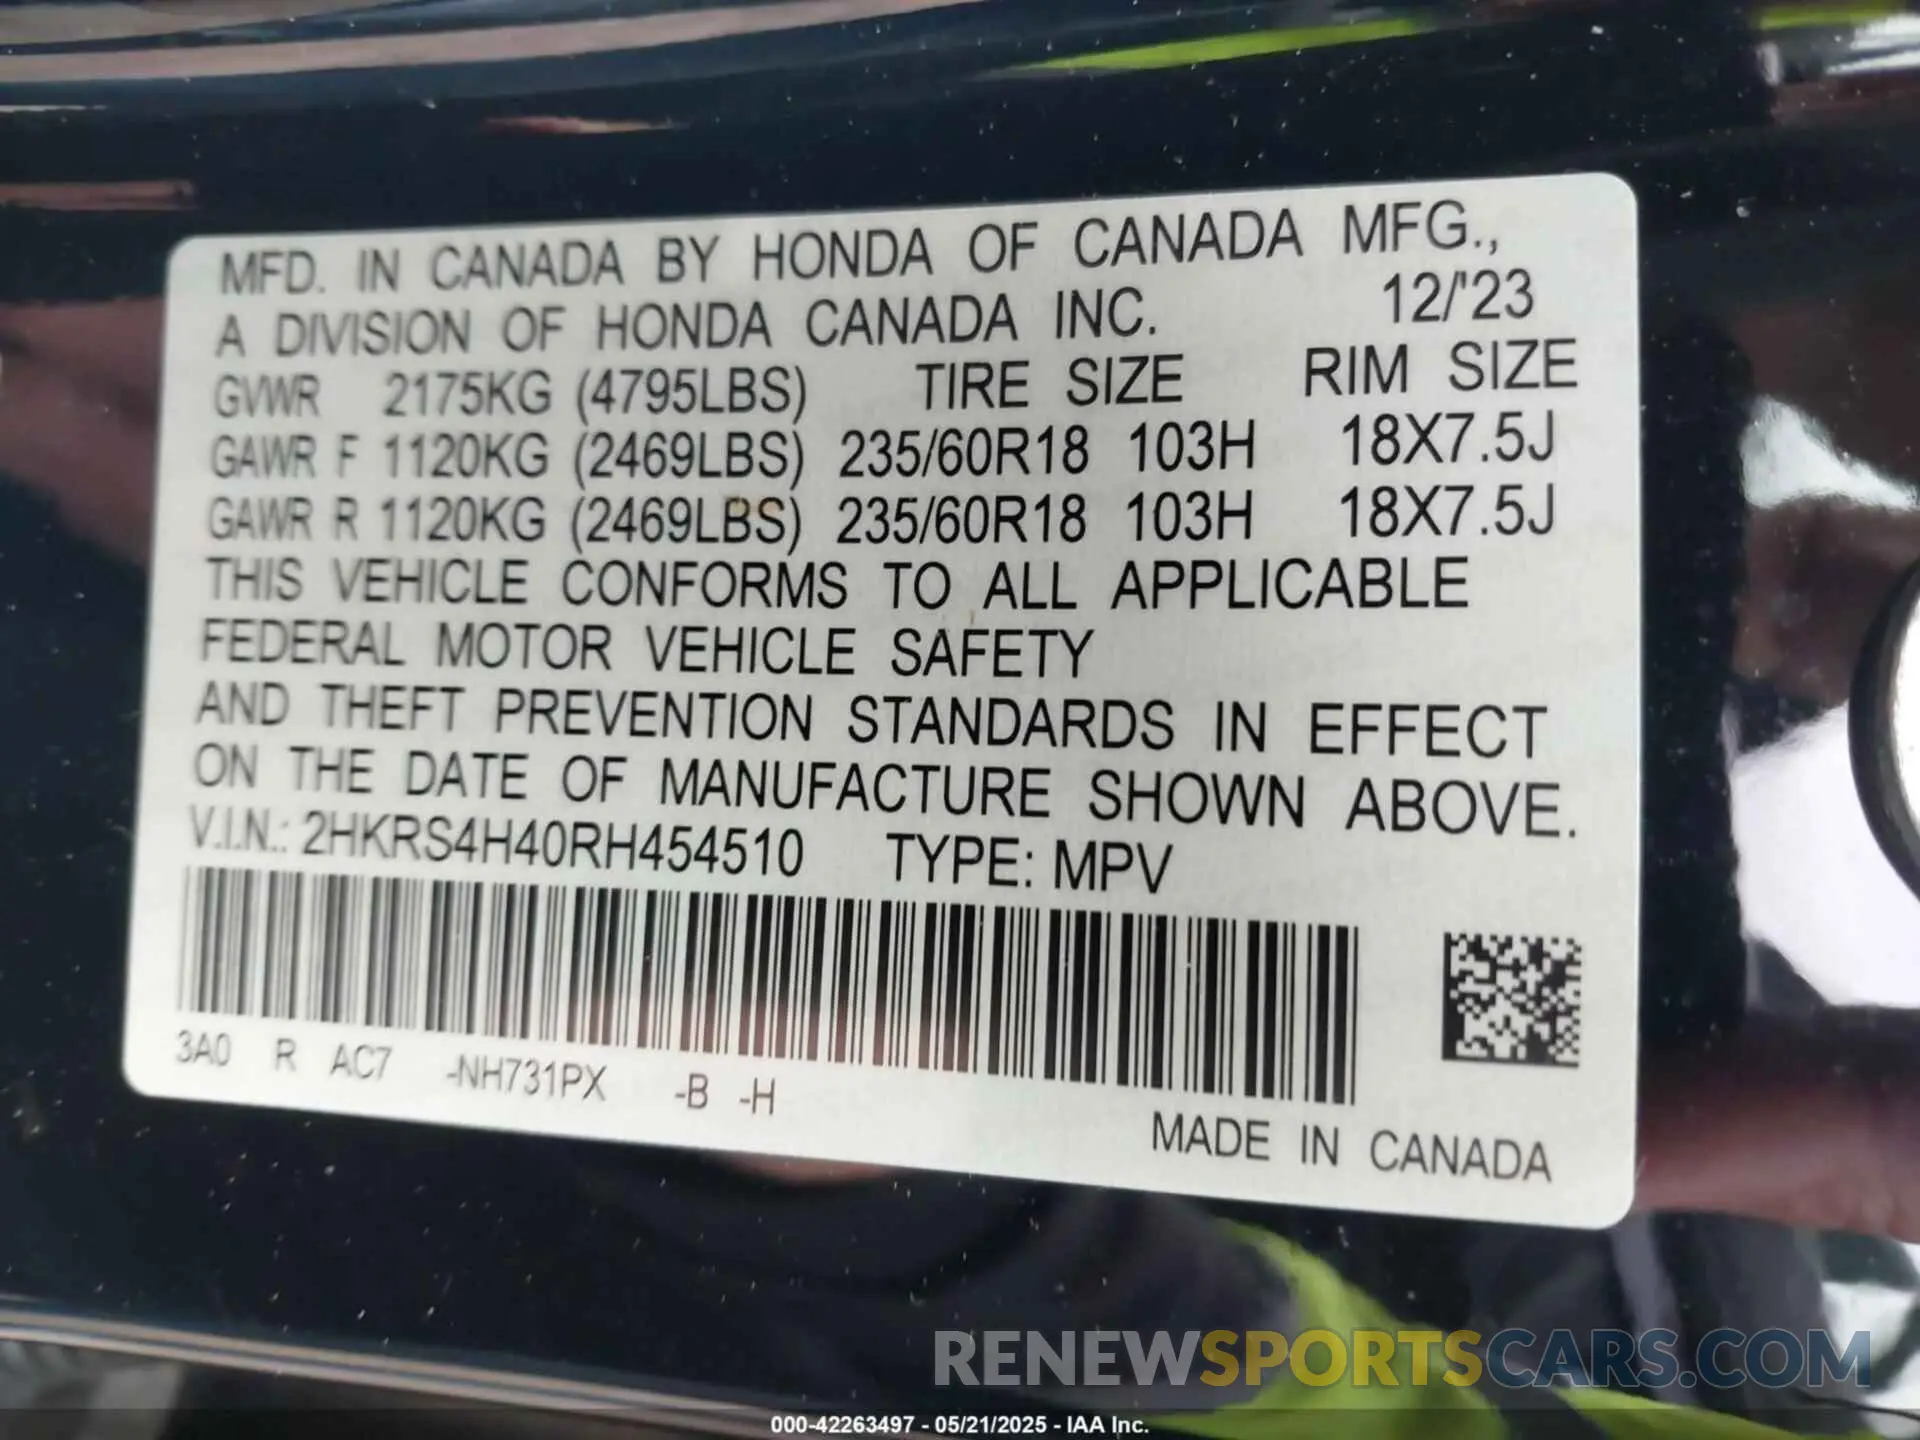 MFD. IN CANADA BY HONDA OF CANADA MFG.,
A DIVISION OF HONDA CANADA INC. 12/'23
GVWR 2175KG (4795LBS) TIRE SIZE RIM SIZE
GAWR F 1120KG (2469LBS) 235/60R18 103H 18X7.5J
GAWR R 1120KG (2469LBS) 235/60R18 103H 18X7.5J
THIS VEHICLE CONFORMS TO ALL APPLICABLE
FEDERAL MOTOR VEHICLE SAFETY
AND THEFT PREVENTION STANDARDS IN EFFECT
ON THE DATE OF MANUFACTURE SHOWN ABOVE.
V.I.N.: 2HKRS4H40RH454510 TYPE: MPV
3A0 R AC7 -NH731PX -B -H
MADE IN CANADA
RENEWSPORTSCARS.COM
000-42263497 - 05/21/2025 - IAA Inc.